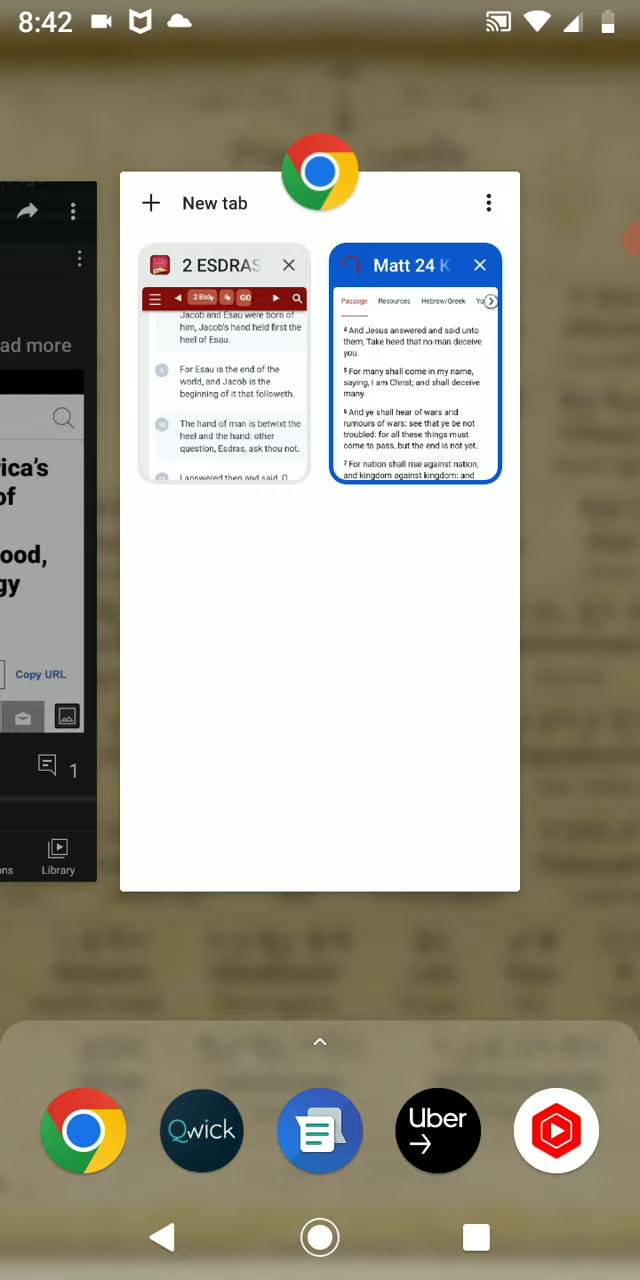 8:42
New tab
2 ESDRAS
Matt 24 K
2 Esdr
GO
Jacob and Esau were born of
him, Jacob's hand held first the
heel of Esau.
For Esau is the end of the
world, and Jacob is the
beginning of it that followeth.
10
The hand of man is betwixt the
heel and the hand: other
question, Esdras, ask thou not.
I answered then and said, O
Passage
Resources
Hebrew/Greek
Yo
4 And Jesus answered and said unto
them, Take heed that no man deceive
you.
5 For many shall come in my name,
saying, I am Christ; and shall deceive
many.
6 And ye shall hear of wars and
rumours of wars: see that ye be not
troubled: for all these things must
come to pass, but the end is not yet.
7 For nation shall rise against nation,
and kingdom against kingdom: and
ad more
ica's
of
ood,
gy
Copy URL
1
ons
Library
Qwick
Uber